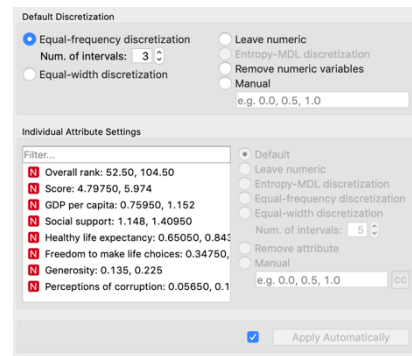 Default Discretization
Equal-frequency discretization
Num. of intervals: 3
Equal-width discretization
Leave numeric
Entropy-MDL discretization
Remove numeric variables
Manual
e.g. 0.0, 0.5, 1.0
Individual Attribute Settings
Filter...
N Overall rank: 52.50, 104.50
N Score: 4.79750, 5.974
N GDP per capita: 0.75950, 1.152
N Social support: 1.148, 1.40950
N Healthy life expectancy: 0.65050, 0.843
N Freedom to make life choices: 0.34750,
N Generosity: 0.135, 0.225
N Perceptions of corruption: 0.05650, 0.1
Default
Leave numeric
Entropy-MDL discretization
Equal-frequency discretization
Equal-width discretization
Num. of intervals: 5
Remove attribute
Manual
e.g. 0.0, 0.5, 1.0 CC
Apply Automatically